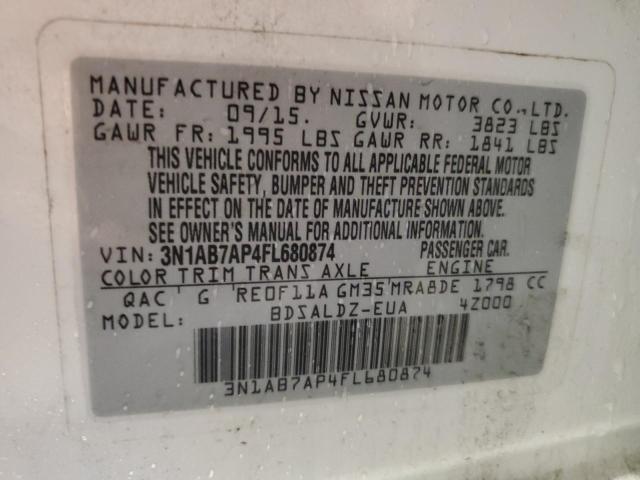 MANUFACTURED BY NISSAN MOTOR CO., LTD.
DATE: 09/15. GVWR: 3823 LBS
GAWR FR: 1995 LBS GAWR RR: 1841 LBS
THIS VEHICLE CONFORMS TO ALL APPLICABLE FEDERAL MOTOR
VEHICLE SAFETY, BUMPER AND THEFT PREVENTION STANDARDS
IN EFFECT ON THE DATE OF MANUFACTURE SHOWN ABOVE.
SEE OWNER'S MANUAL FOR ADDITIONAL INFORMATION.
VIN: 3N1AB7AP4FL680874 PASSENGER CAR.
COLOR TRIM TRANS AXLE ENGINE
QAC G RE0F11A GM35 MRA8DE 1798 CC
BDSALDZ-EUA 4Z000
3N1AB7AP4FL680874